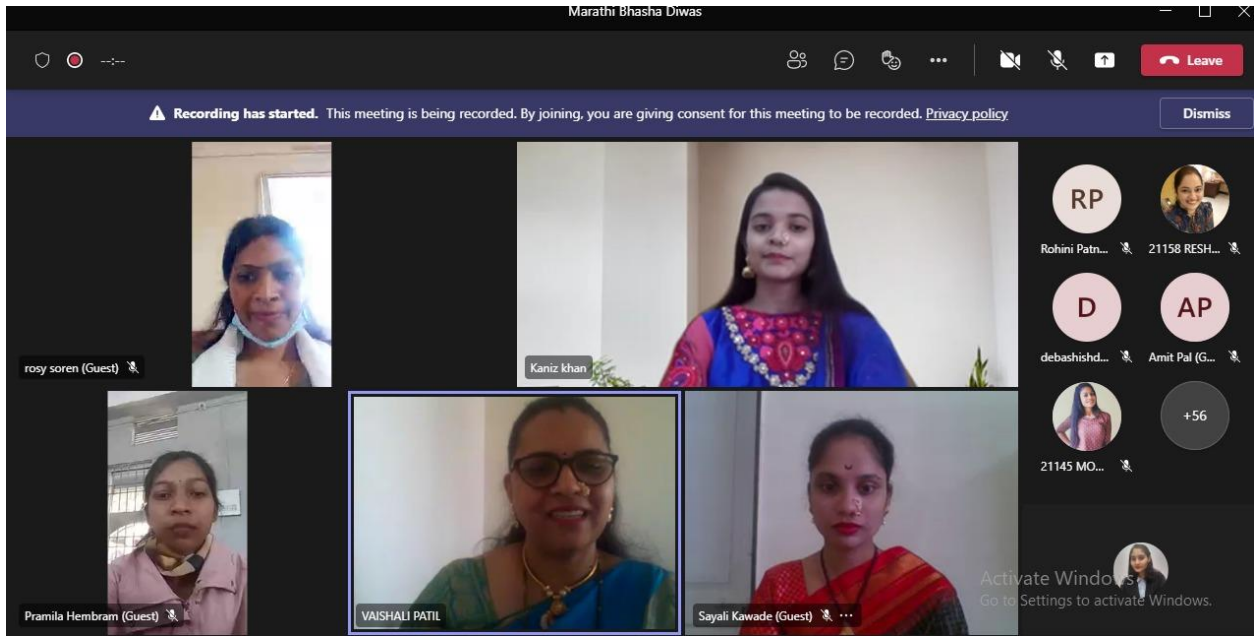 Marathi Bhasha Diwas
--:--
Leave
Recording has started. This meeting is being recorded. By joining, you are giving consent for this meeting to be recorded. Privacy policy
Dismiss
rosy soren (Guest)
Kaniz khan
RP
Rohini Patn...
21158 RESH...
D
debashishd...
AP
Amit Pal (G...
21145 MO...
+56
Pramila Hembram (Guest)
VAISHALI PATIL
Sayali Kawade (Guest) ...
Activate Windows
Go to Settings to activate Windows.